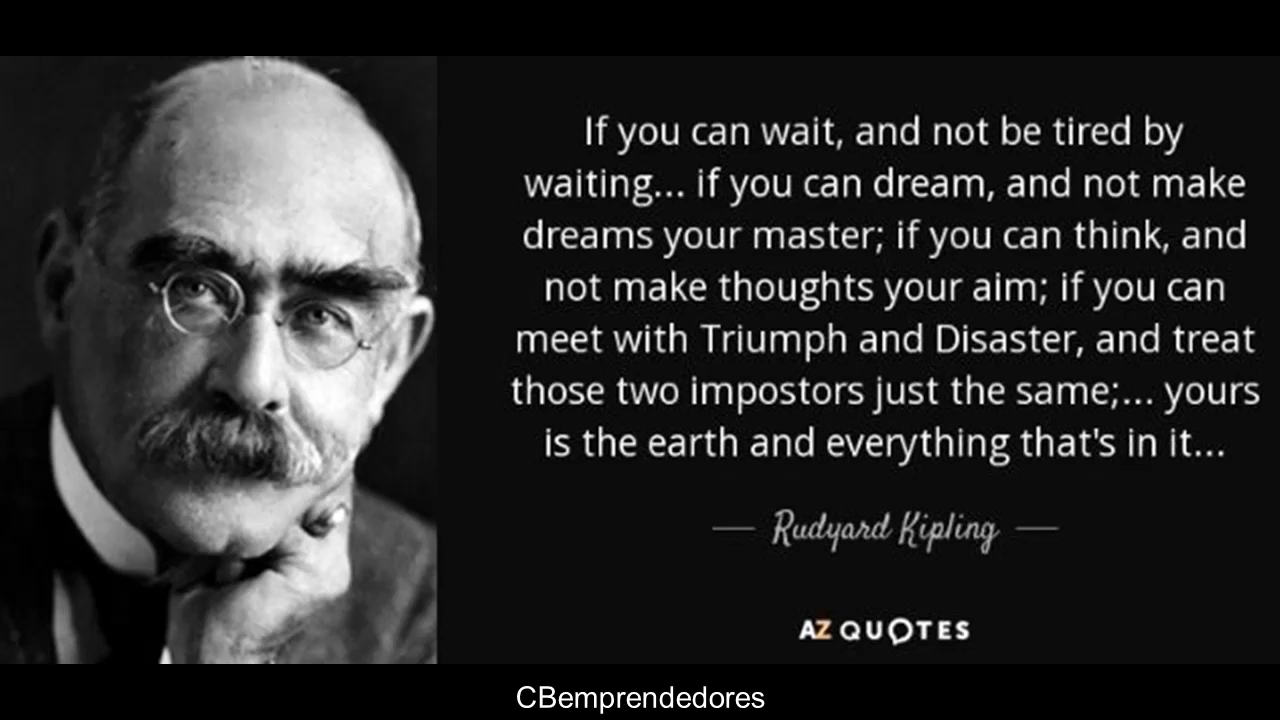 If you can wait, and not be tired by
waiting... if you can dream, and not make
dreams your master; if you can think, and
not make thoughts your aim; if you can
meet with Triumph and Disaster, and treat
those two impostors just the same;... yours
is the earth and everything that's in it...
Rudyard Kipling
AZ QUOTES
CBemprendedores